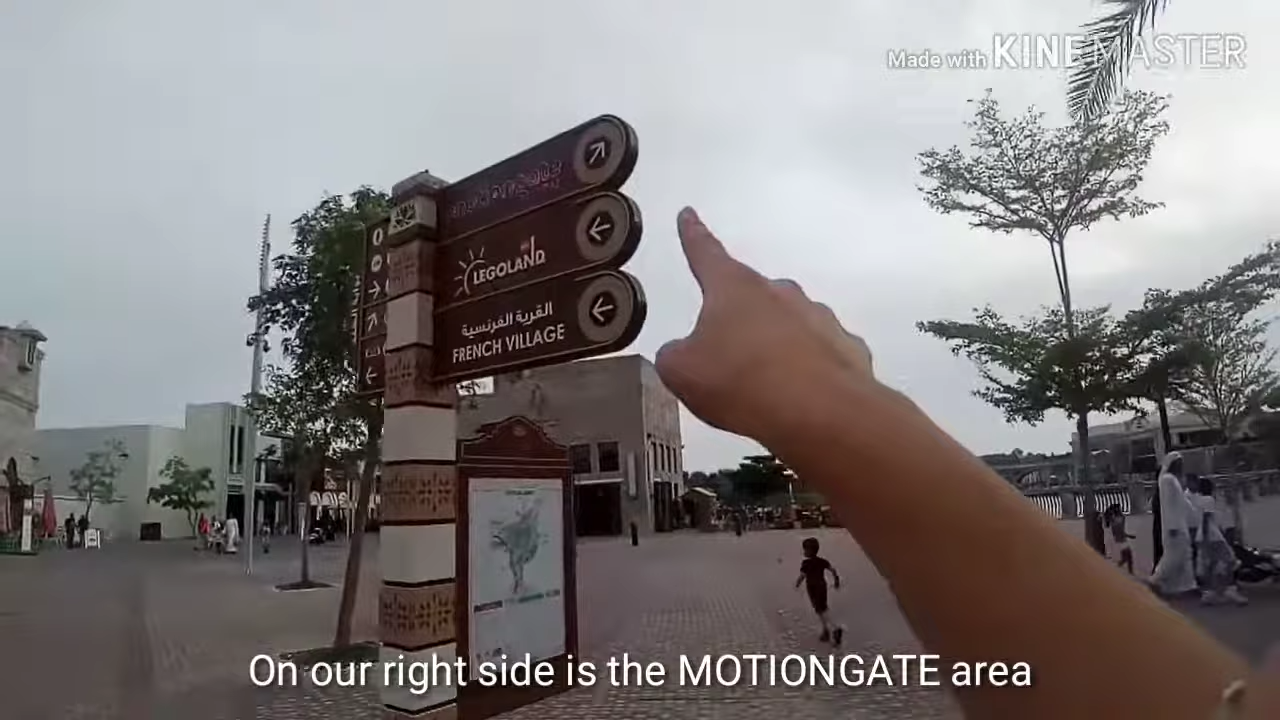 Made with KINEMASTER
LEGOLAND
القرية الفرنسية
FRENCH VILLAGE
On our right side is the MOTIONGATE area